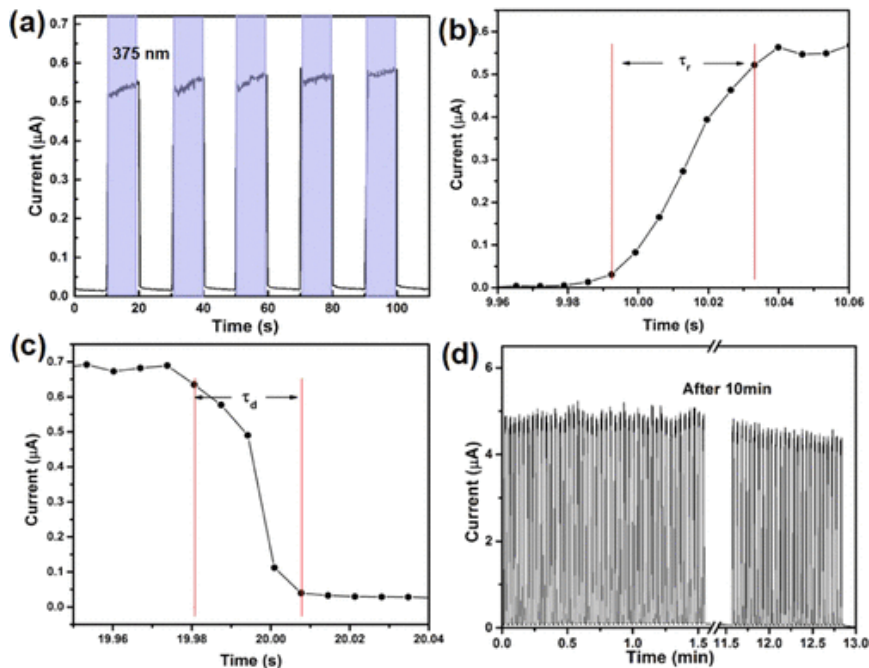 (a)
375 nm
Current (μA)
0.7
0.6
0.5
0.4
0.3
0.2
0.1
0.0
0 20 40 60 80 100
Time (s)
(b)
τr
Current (μA)
0.7
0.6
0.5
0.4
0.3
0.2
0.1
0.0
9.96 9.98 10.00 10.02 10.04 10.06
Time (s)
(c)
τd
Current (μA)
0.7
0.6
0.5
0.4
0.3
0.2
0.1
0.0
19.96 19.98 20.00 20.02 20.04
Time (s)
(d)
After 10min
Current (μA)
6
4
2
0
0.0 0.5 1.0 1.5 11.5 12.0 12.5 13.0
Time (min)